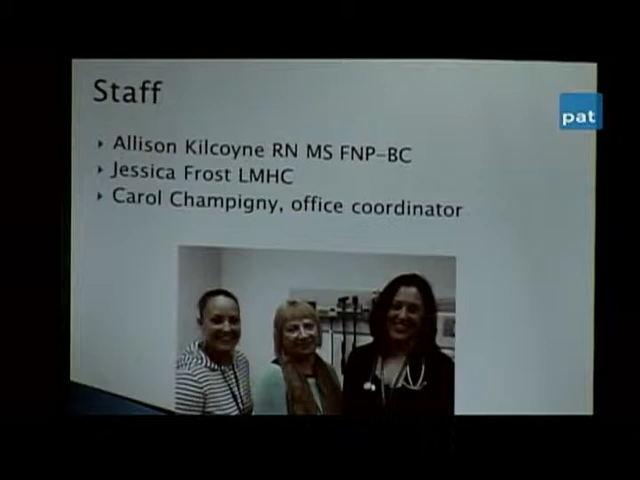 Staff
Allison Kilcoyne RN MS FNP-BC
Jessica Frost LMHC
Carol Champigny, office coordinator
pat